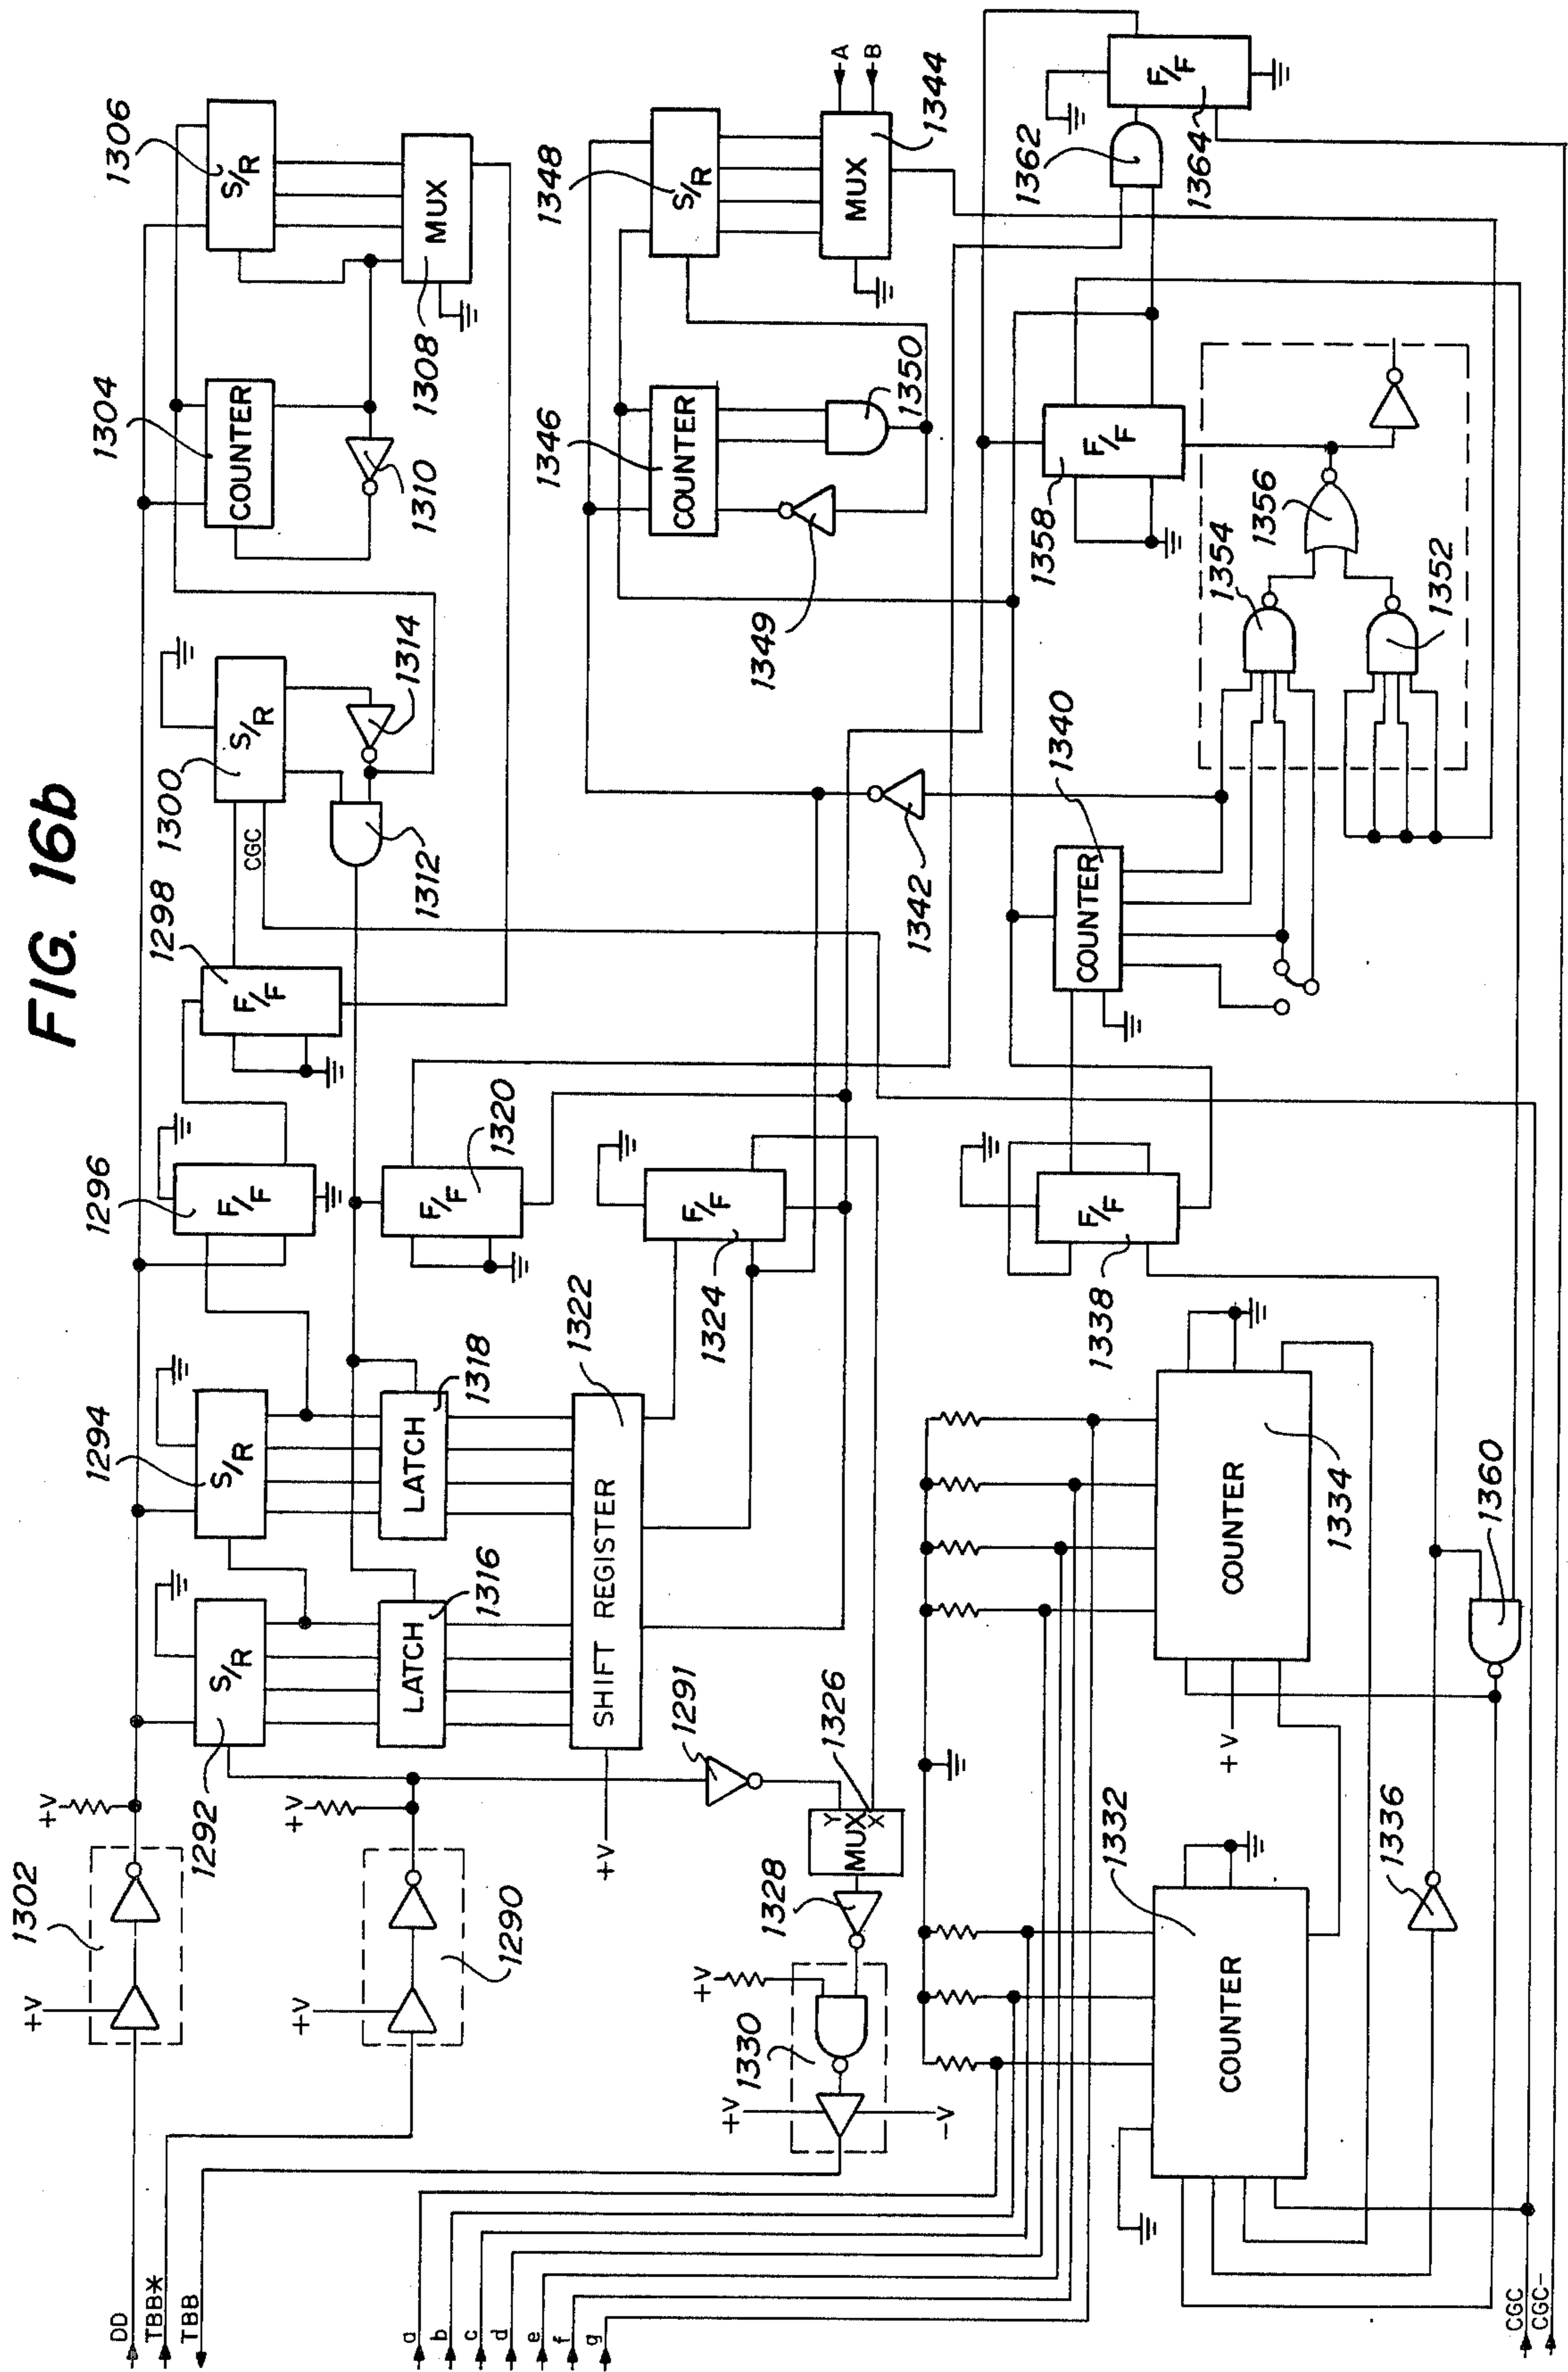 FIG. 16b
1302
+V
DD
+V
1292
1294
1296
1298
1300
1304
1306
S/R
S/R
F/F
F/F
S/R
CGC
COUNTER
S/R
MUX
1308
1310
1314
1312
TBB*
TBB
+V
+V
1290
LATCH
1316
LATCH
1318
F/F
1320
1291
SHIFT REGISTER
1322
+V
F/F
1324
1326
Y
MUX
X
X
1328
1330
+V
+V
-V
1342
1346
COUNTER
1349
1350
1348
S/R
MUX
1344
A
B
a
b
c
d
e
f
g
1332
COUNTER
COUNTER
1334
+V
1336
1338
F/F
1340
COUNTER
1358
F/F
1354
1356
1352
1362
F/F
1364
1360
CGC
CGC-